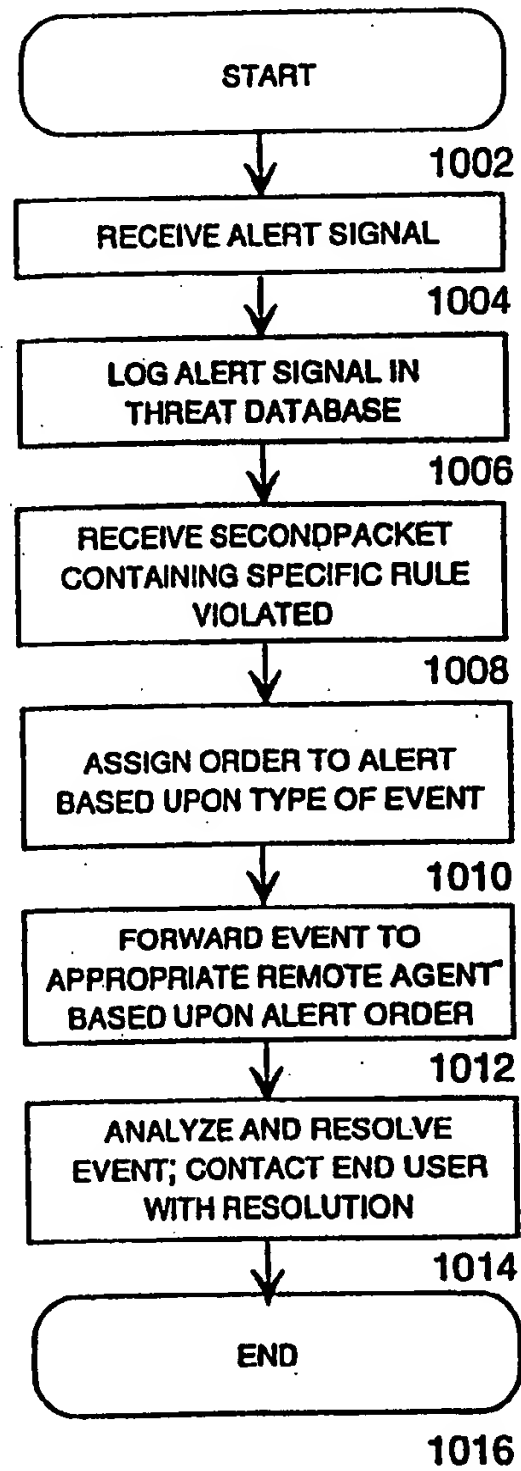 START
1002
RECEIVE ALERT SIGNAL
1004
LOG ALERT SIGNAL IN
THREAT DATABASE
1006
RECEIVE SECONDPACKET
CONTAINING SPECIFIC RULE
VIOLATED
1008
ASSIGN ORDER TO ALERT
BASED UPON TYPE OF EVENT
1010
FORWARD EVENT TO
APPROPRIATE REMOTE AGENT
BASED UPON ALERT ORDER
1012
ANALYZE AND RESOLVE
EVENT; CONTACT END USER
WITH RESOLUTION
1014
END
1016